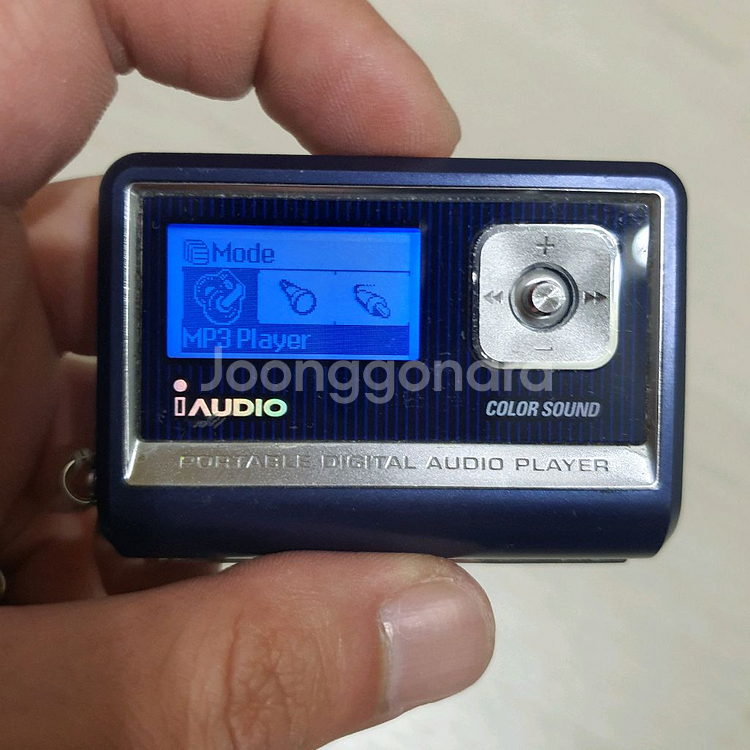 Mode
MP3 Player
+
−
Joonggonara
iAUDIO
COLOR SOUND
PORTABLE DIGITAL AUDIO PLAYER